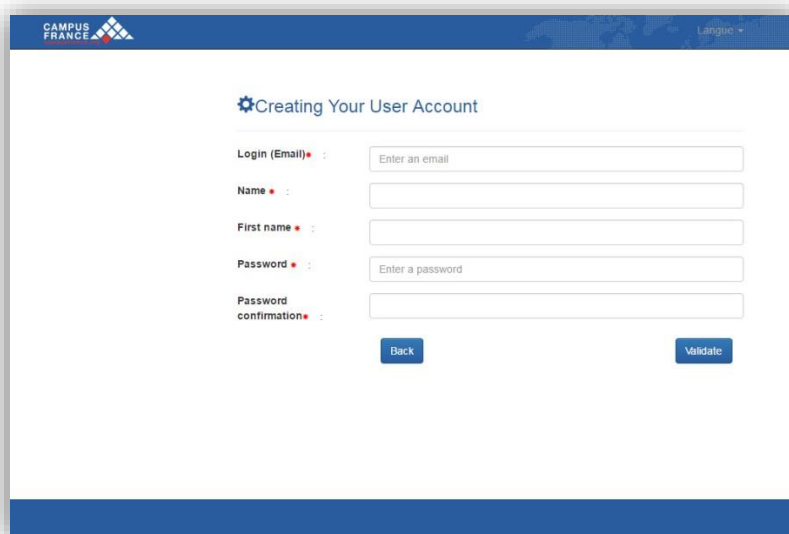 CAMPUS
FRANCE
Langue
Creating Your User Account
Login (Email)* :
Enter an email
Name * :
First name * :
Password * :
Enter a password
Password
confirmation* :
Back
Validate